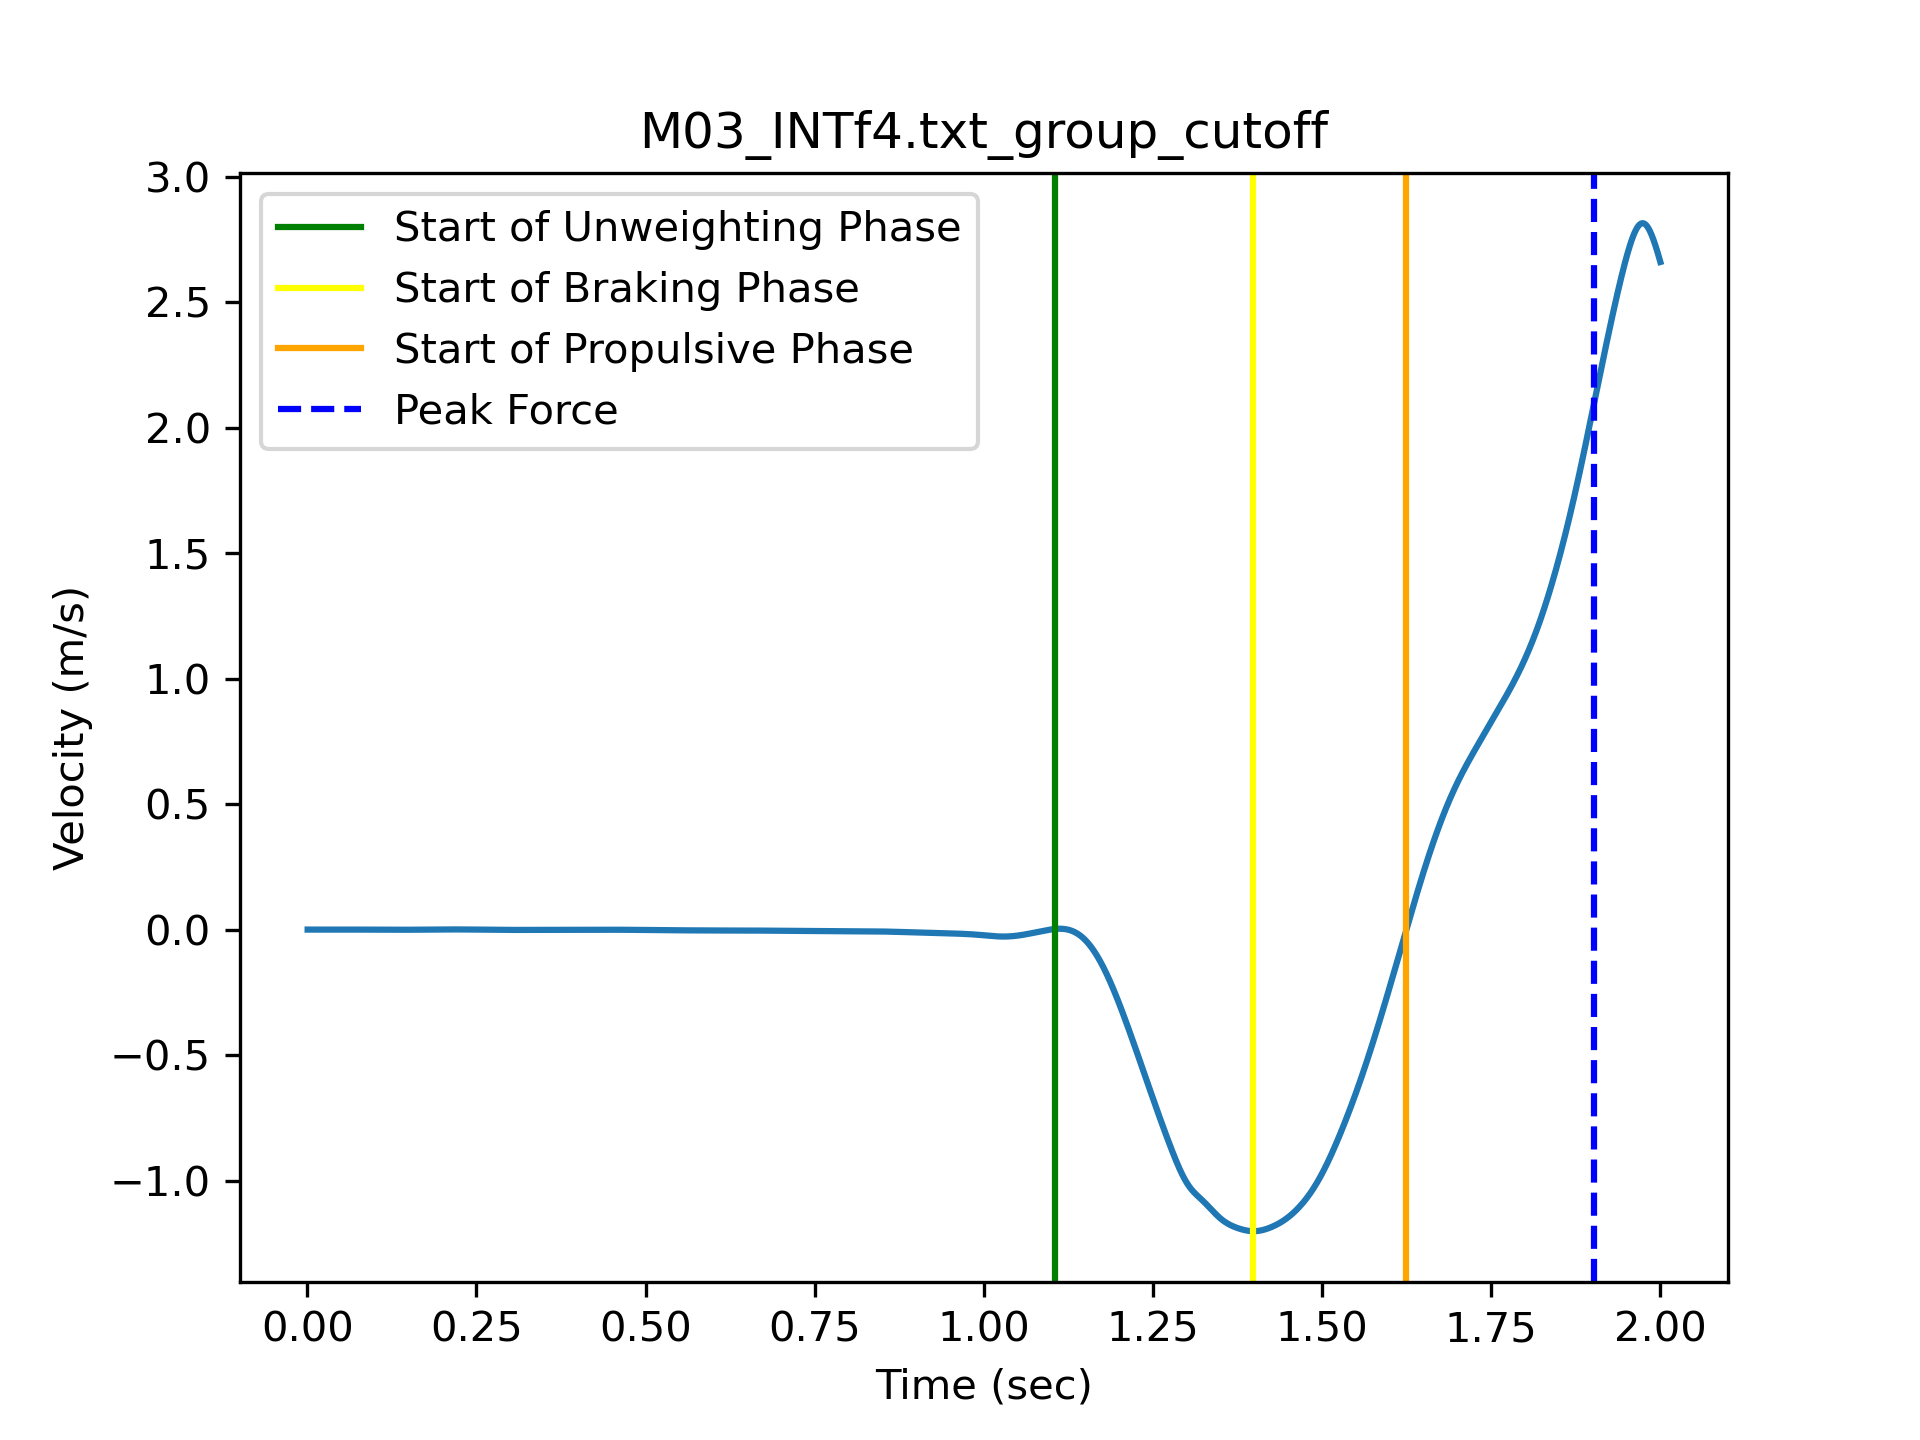 M03_INTf4.txt_group_cutoff
3.0
2.5
2.0
1.5
1.0
0.5
0.0
−0.5
−1.0
Velocity (m/s)
Start of Unweighting Phase
Start of Braking Phase
Start of Propulsive Phase
Peak Force
0.00 0.25 0.50 0.75 1.00 1.25 1.50 1.75 2.00
Time (sec)